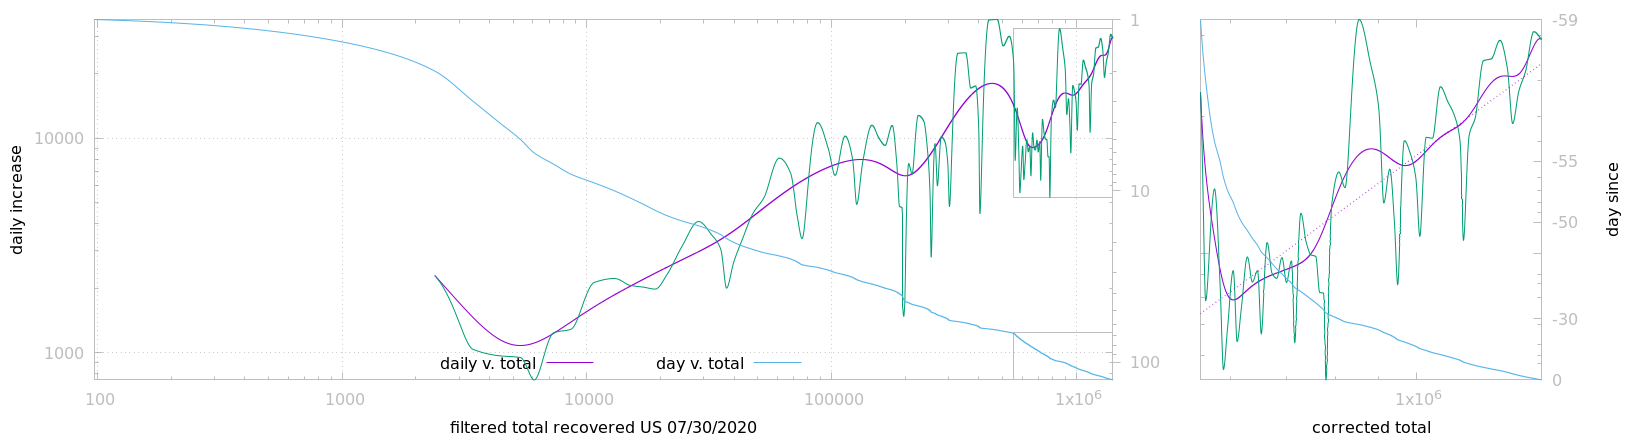 daily increase
10000
1000
100
1000
10000
100000
1x10^6
filtered total recovered US 07/30/2020
daily v. total
day v. total
1
10
100
1x10^6
corrected total
-59
-55
-50
-30
0
day since